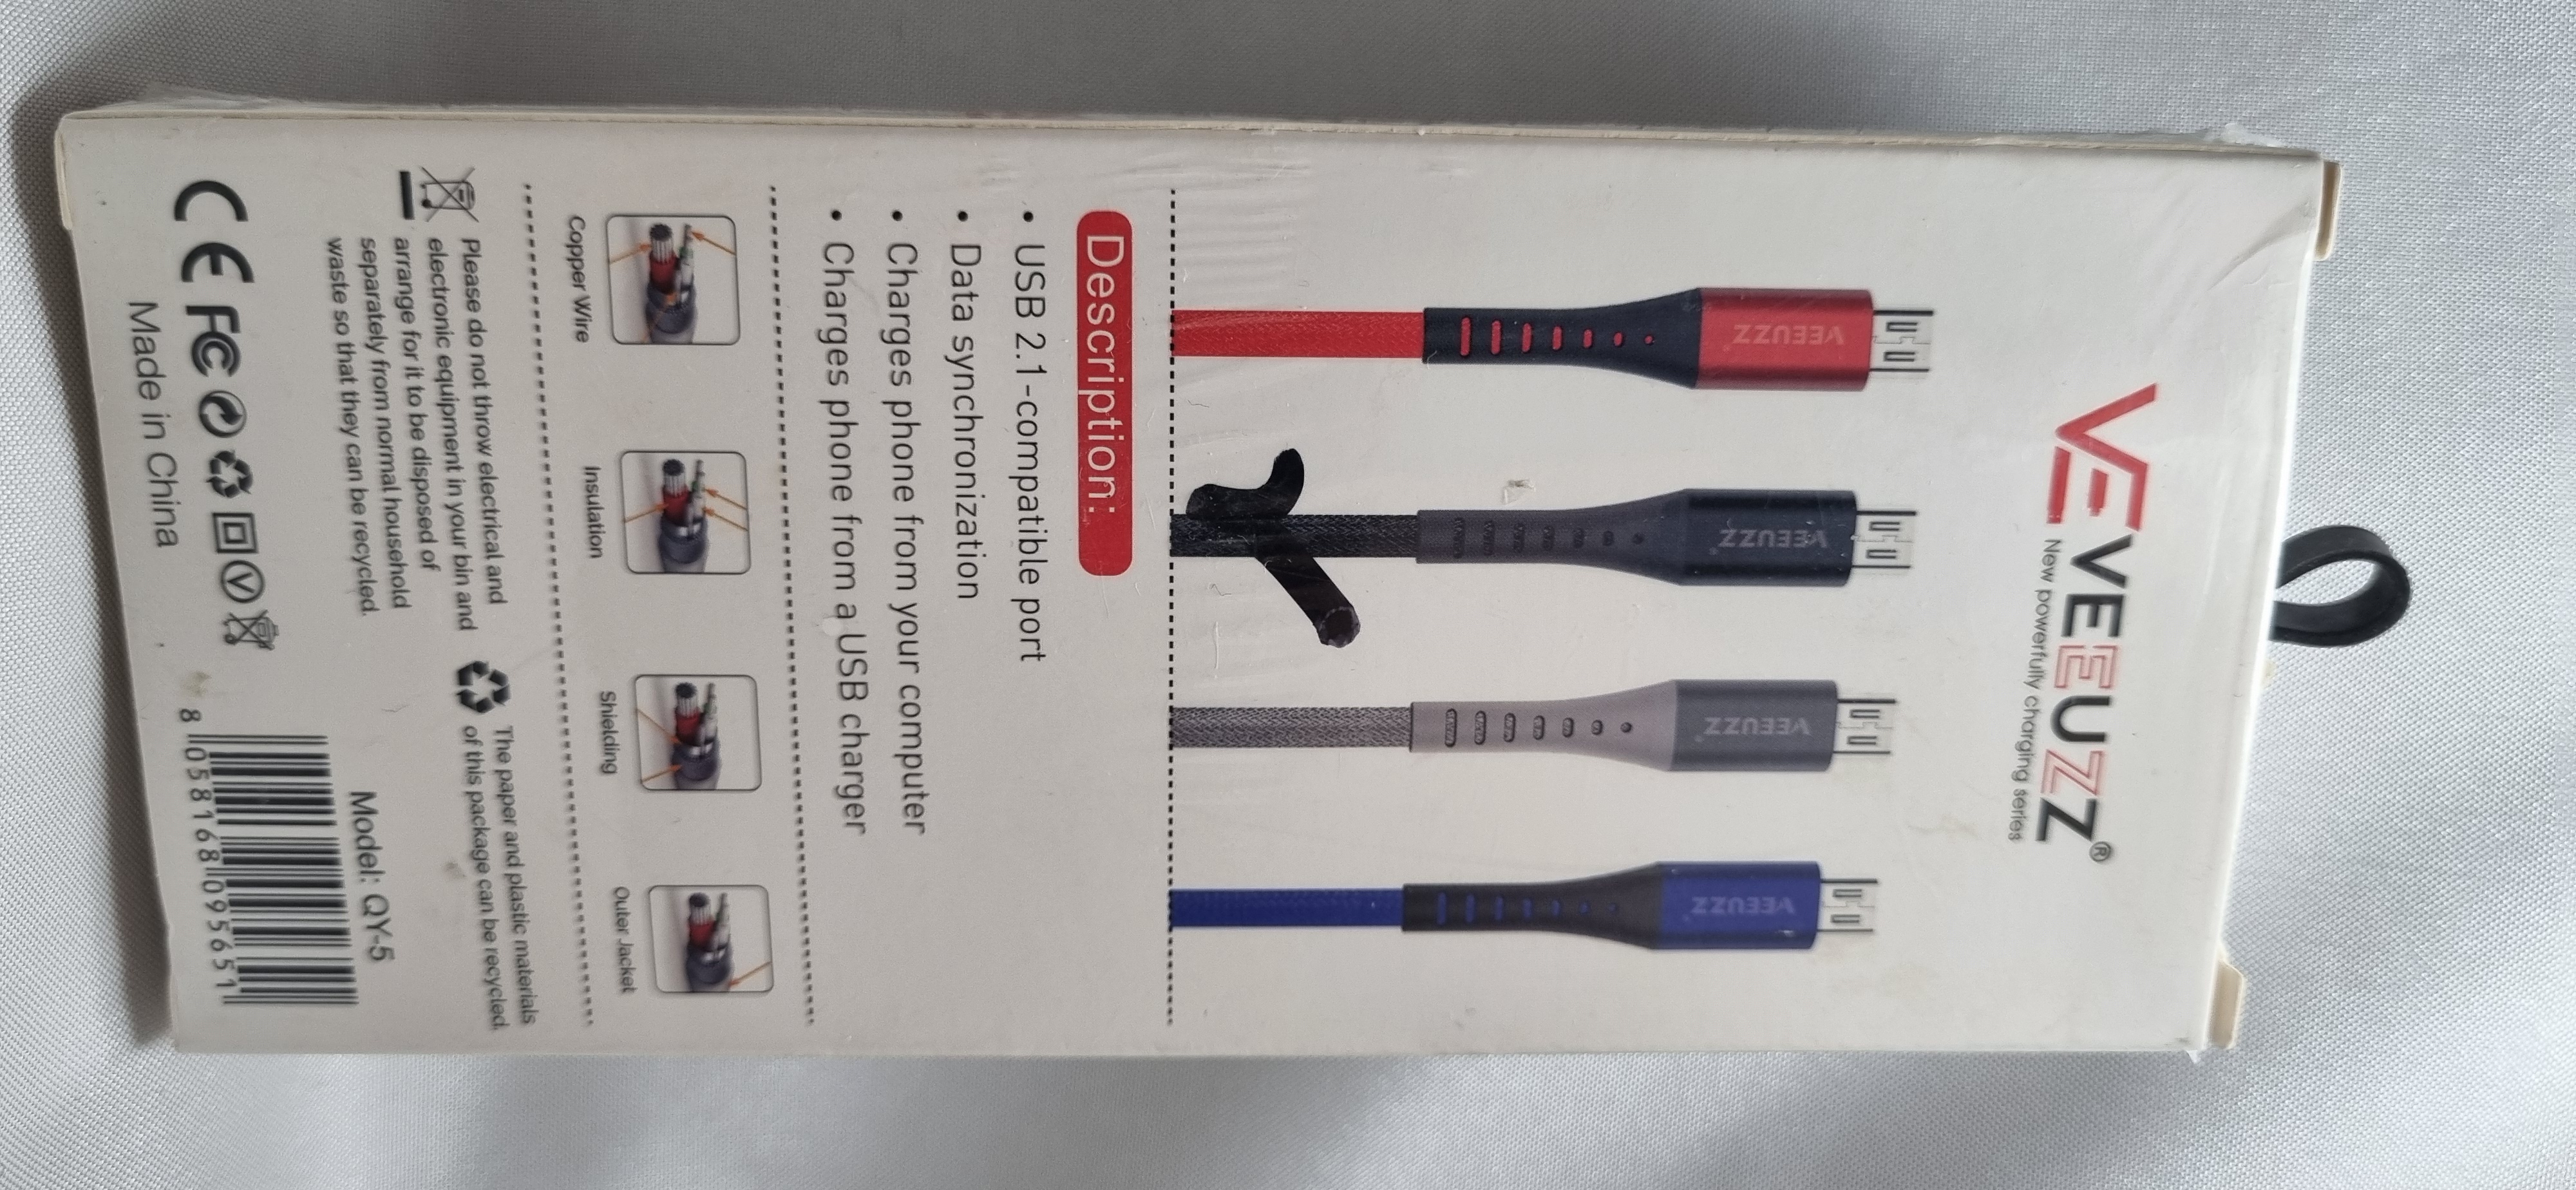 VEEUZZ®
New powerfully charging series
VEEUZZ
VEEUZZ
VEEUZZ
VEEUZZ
Description:
• USB 2.1-compatible port
• Data synchronization
• Charges phone from your computer
• Charges phone from a USB charger
Copper Wire
Insulation
Shielding
Outer Jacket
Please do not throw electrical and
electronic equipment in your bin and
arrange for it to be disposed of
separately from normal household
waste so that they can be recycled.
The paper and plastic materials
of this package can be recycled.
Model: QY-5
CE FC V
Made in China
8 058168 095651